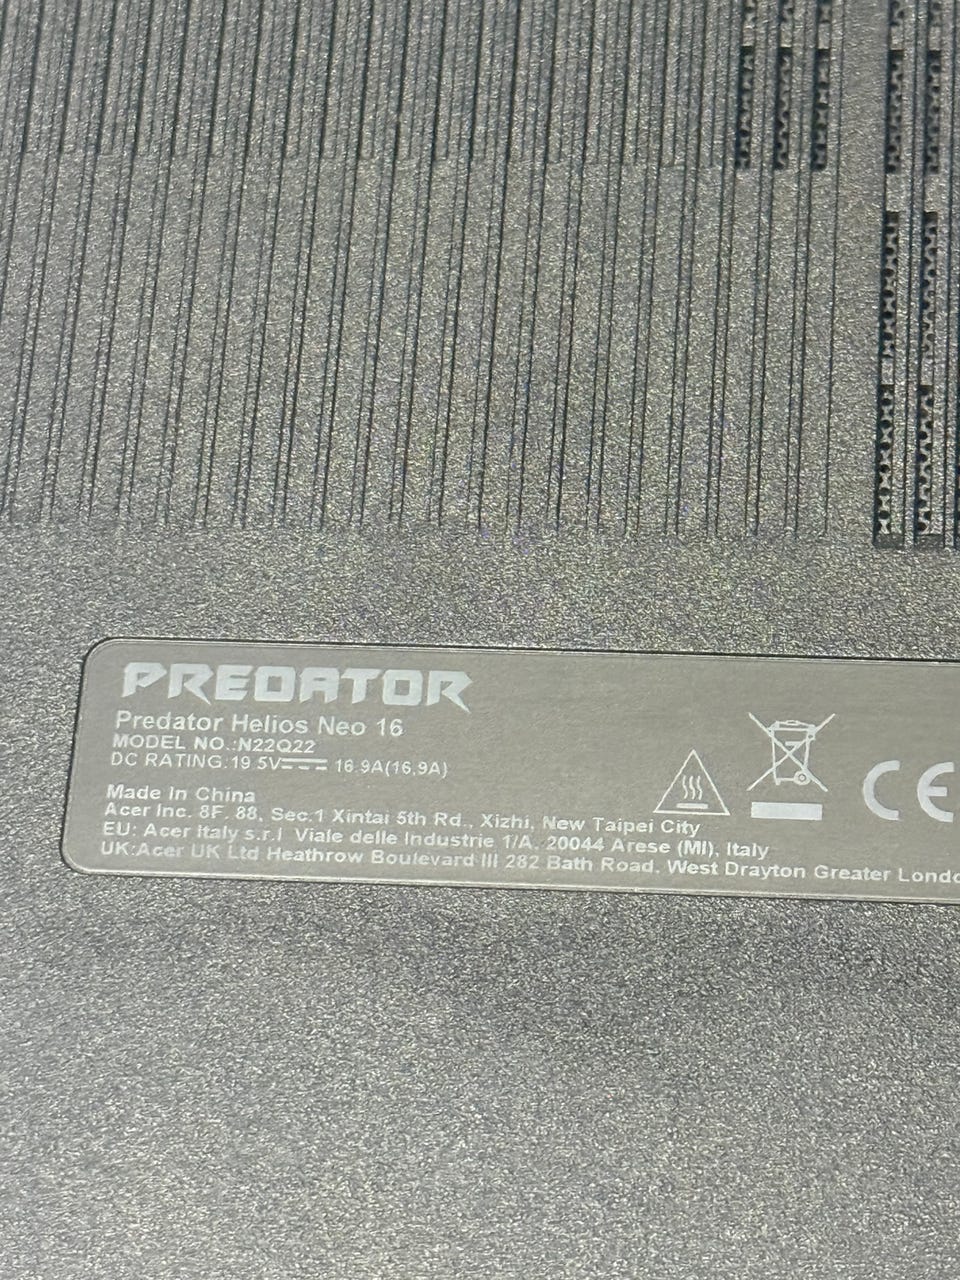 PREDATOR
Predator Helios Neo 16
MODEL NO.:N22Q22
DC RATING:19.5V 16.9A(16.9A)
Made In China
Acer Inc. 8F, 88, Sec.1 Xintai 5th Rd., Xizhi, New Taipei City
EU: Acer Italy s.r.l Viale delle Industrie 1/A, 20044 Arese (MI), Italy
UK:Acer UK Ltd Heathrow Boulevard III 282 Bath Road, West Drayton Greater Londo
CE